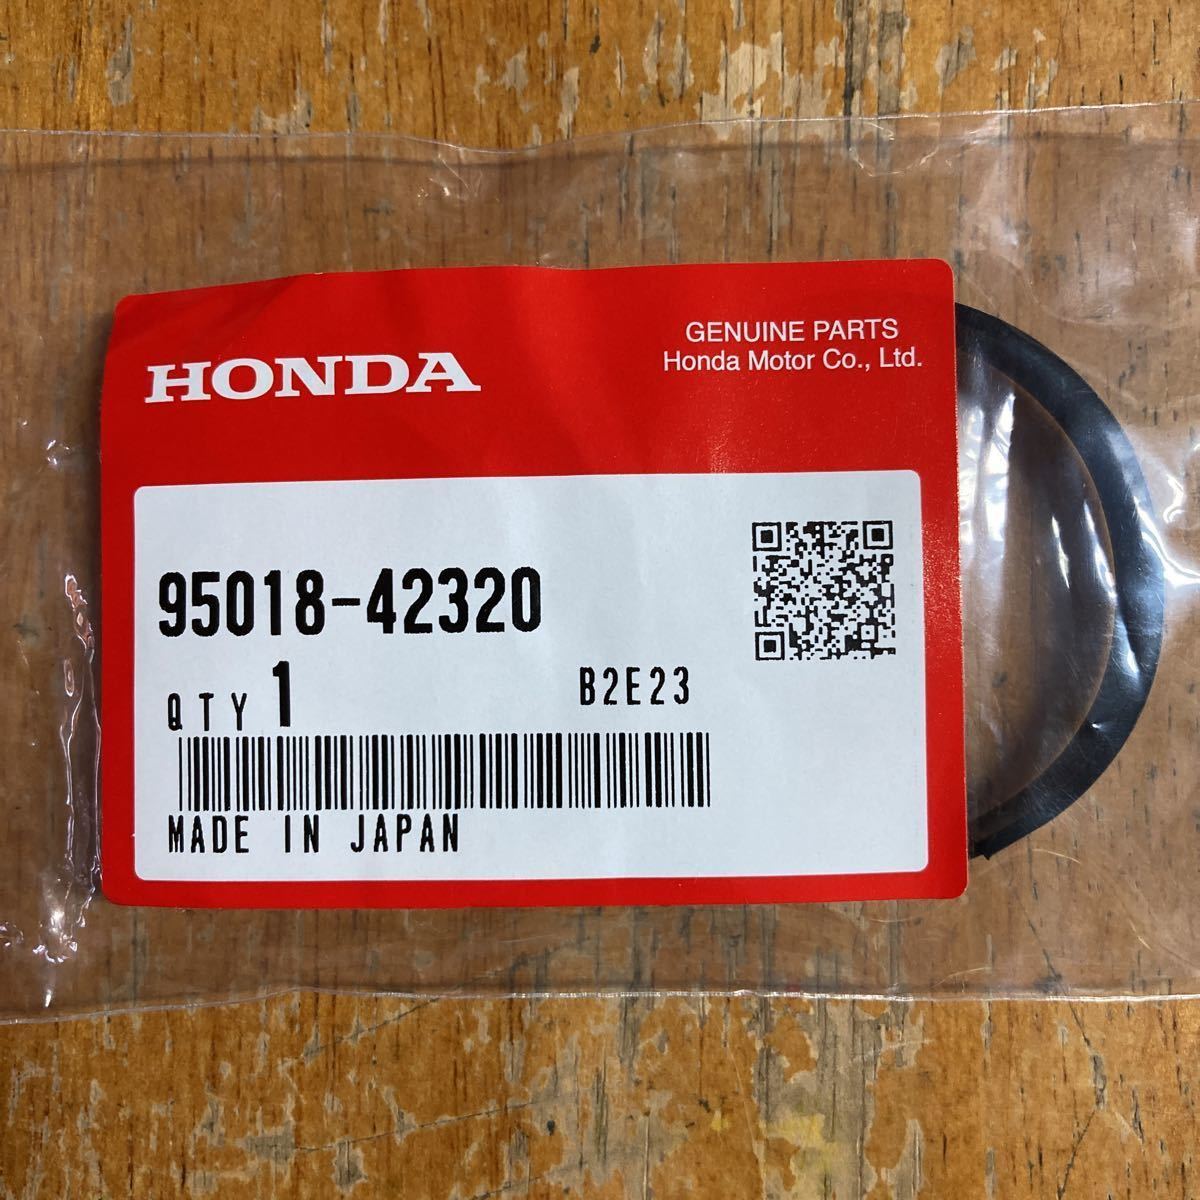 HONDA
GENUINE PARTS
Honda Motor Co., Ltd.
95018-42320
QTY 1
B2E23
MADE IN JAPAN